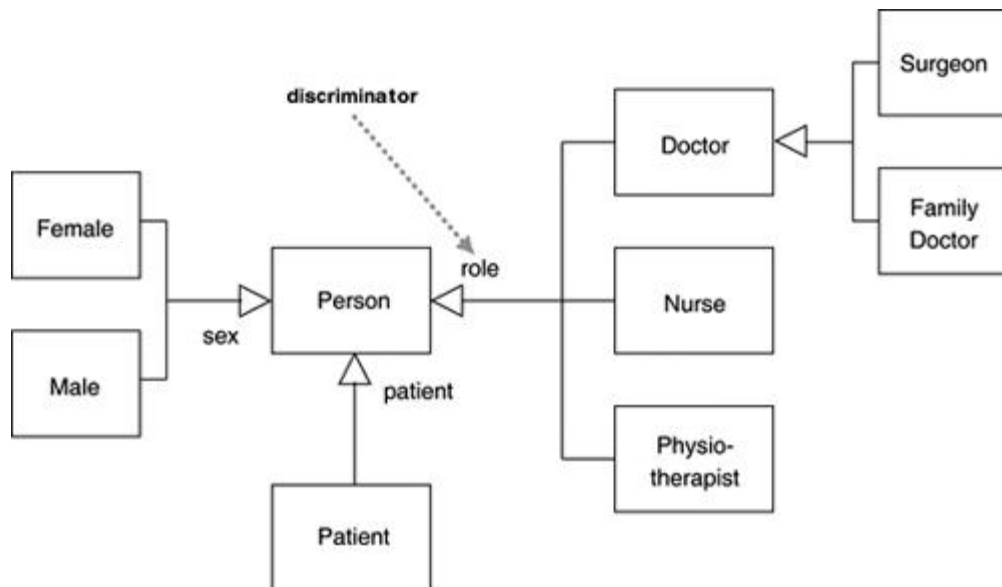 Surgeon
discriminator
Doctor
Family
Doctor
Female
role
Person
Nurse
sex
Male
patient
Physio-
therapist
Patient